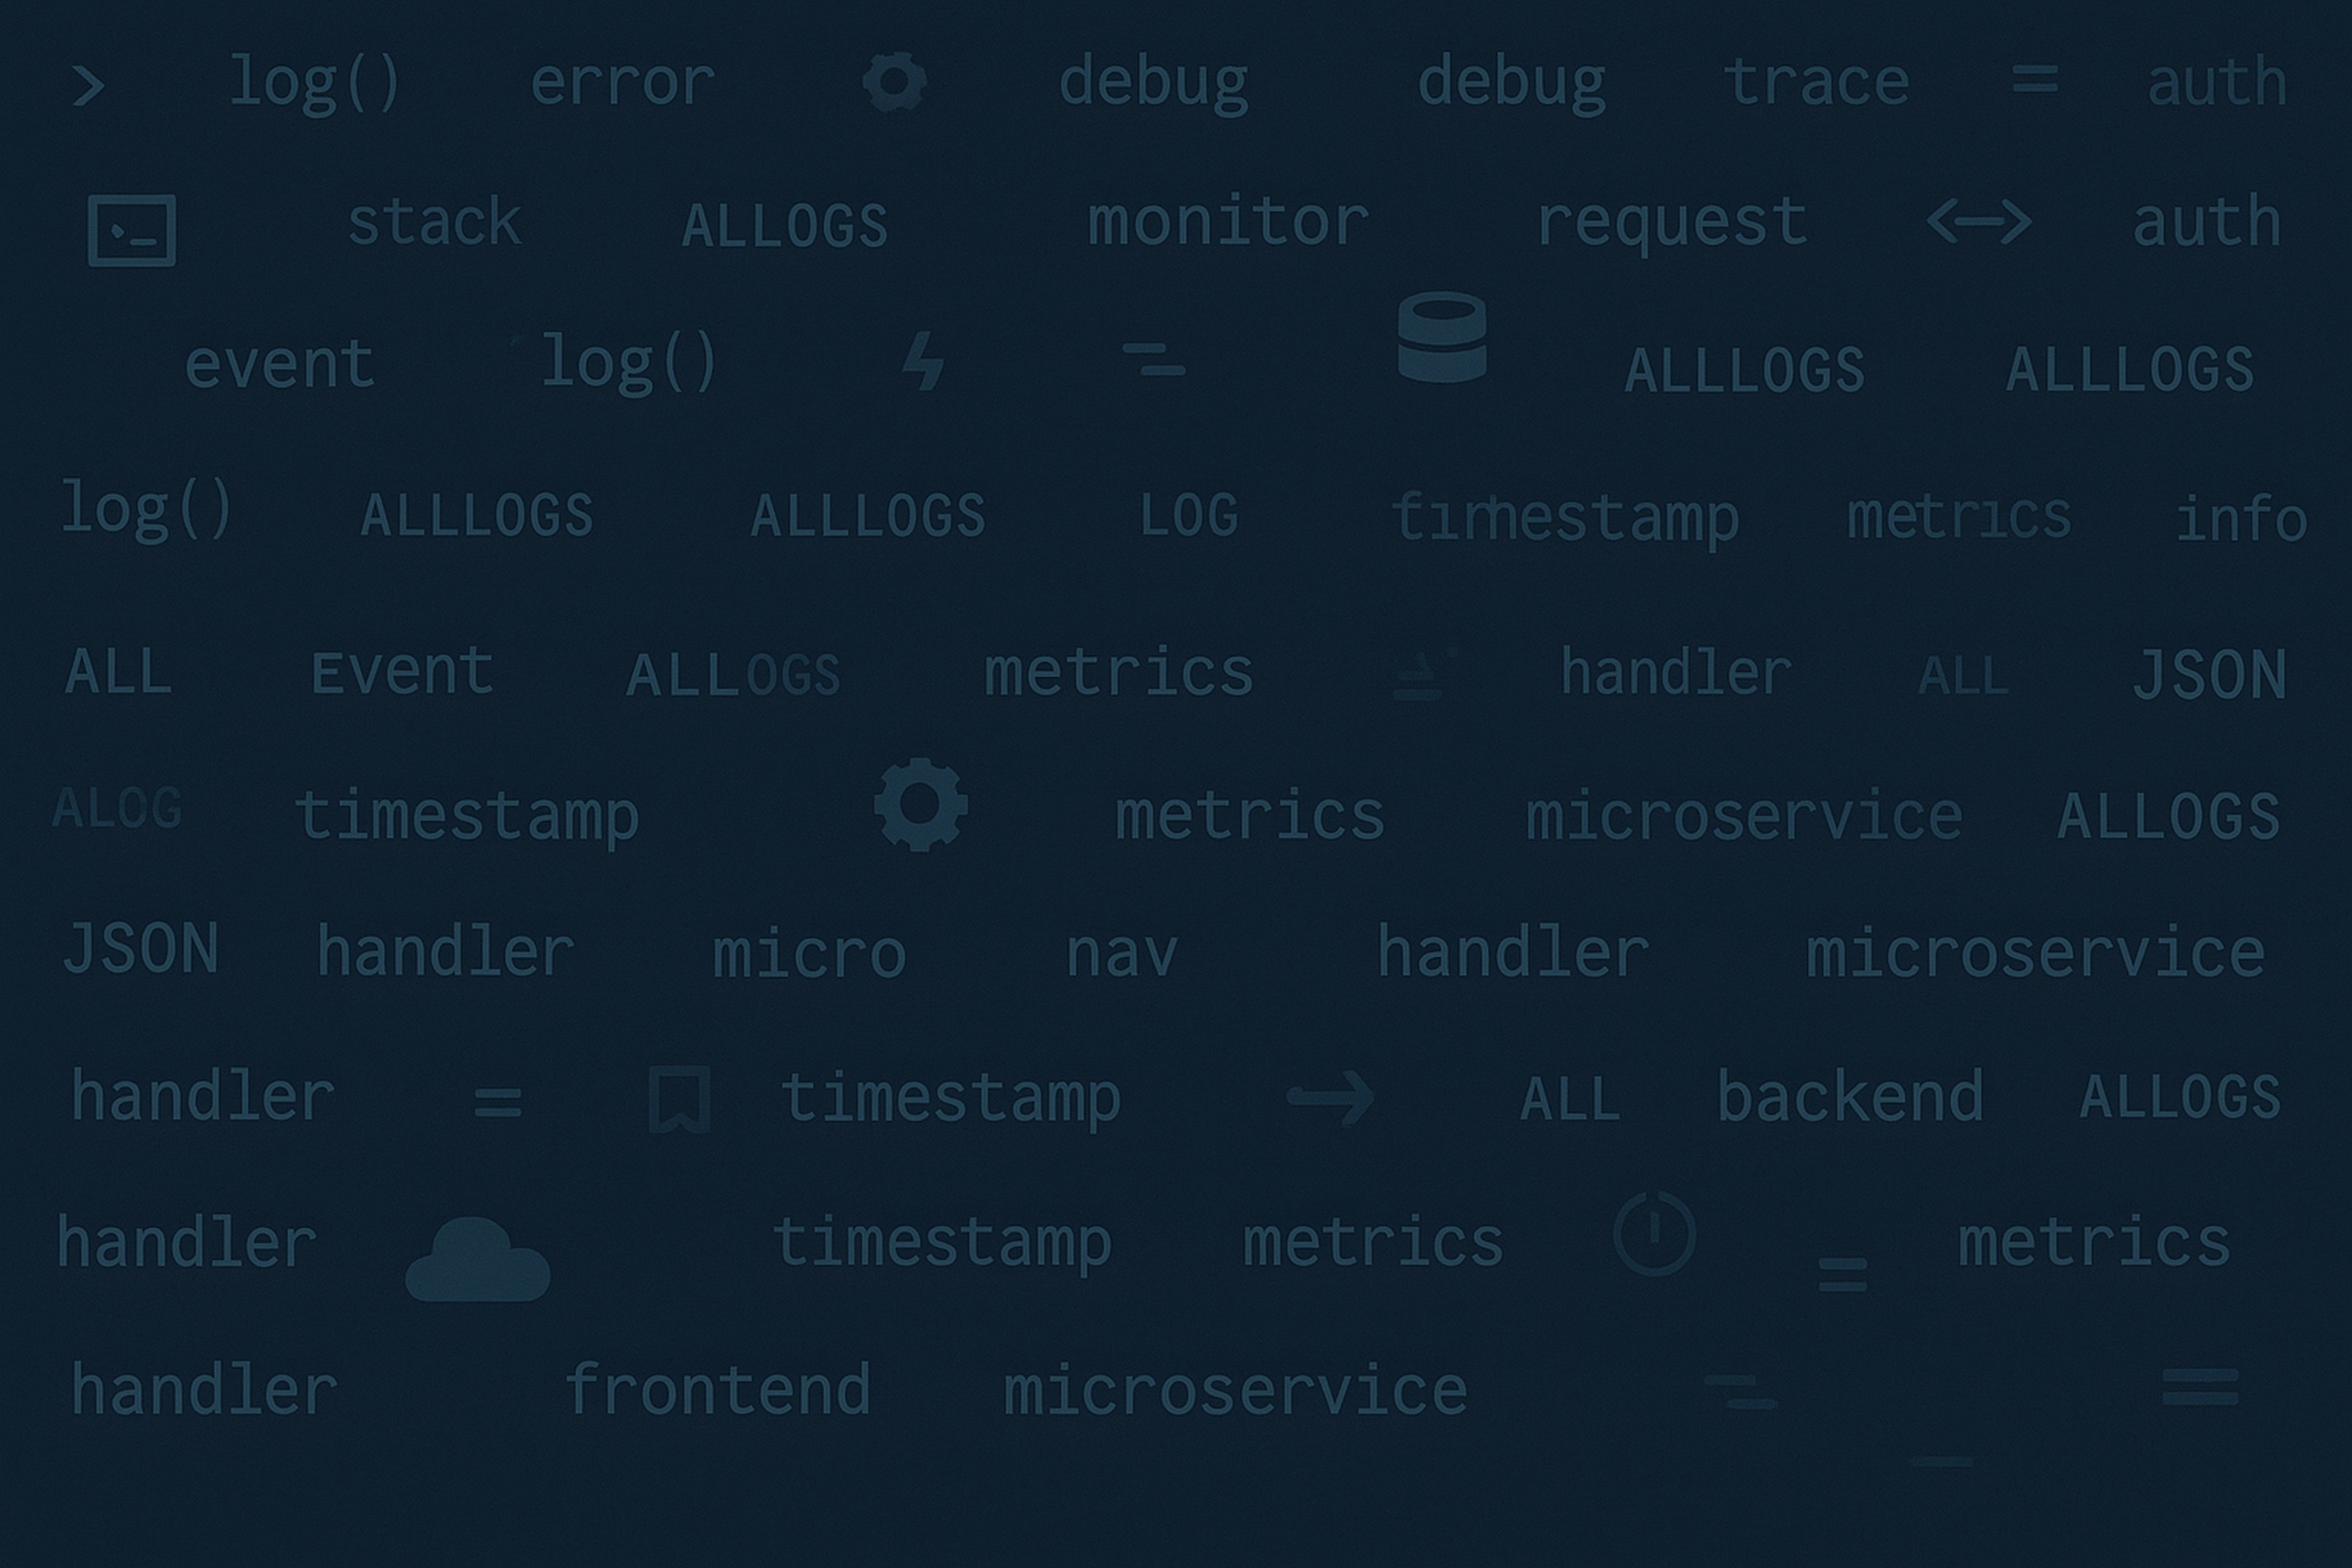 > log() error debug debug trace = auth
stack ALLOGS monitor request <-> auth
event log() ALLLOGS ALLLOGS
log() ALLLOGS ALLLOGS LOG metrics info
ALL Event ALLOGS metrics handler ALL JSON
ALOG timestamp metrics microservice ALLOGS
JSON handler micro nav handler microservice
handler = timestamp → ALL backend ALLOGS
handler timestamp metrics = metrics
handler frontend microservice =